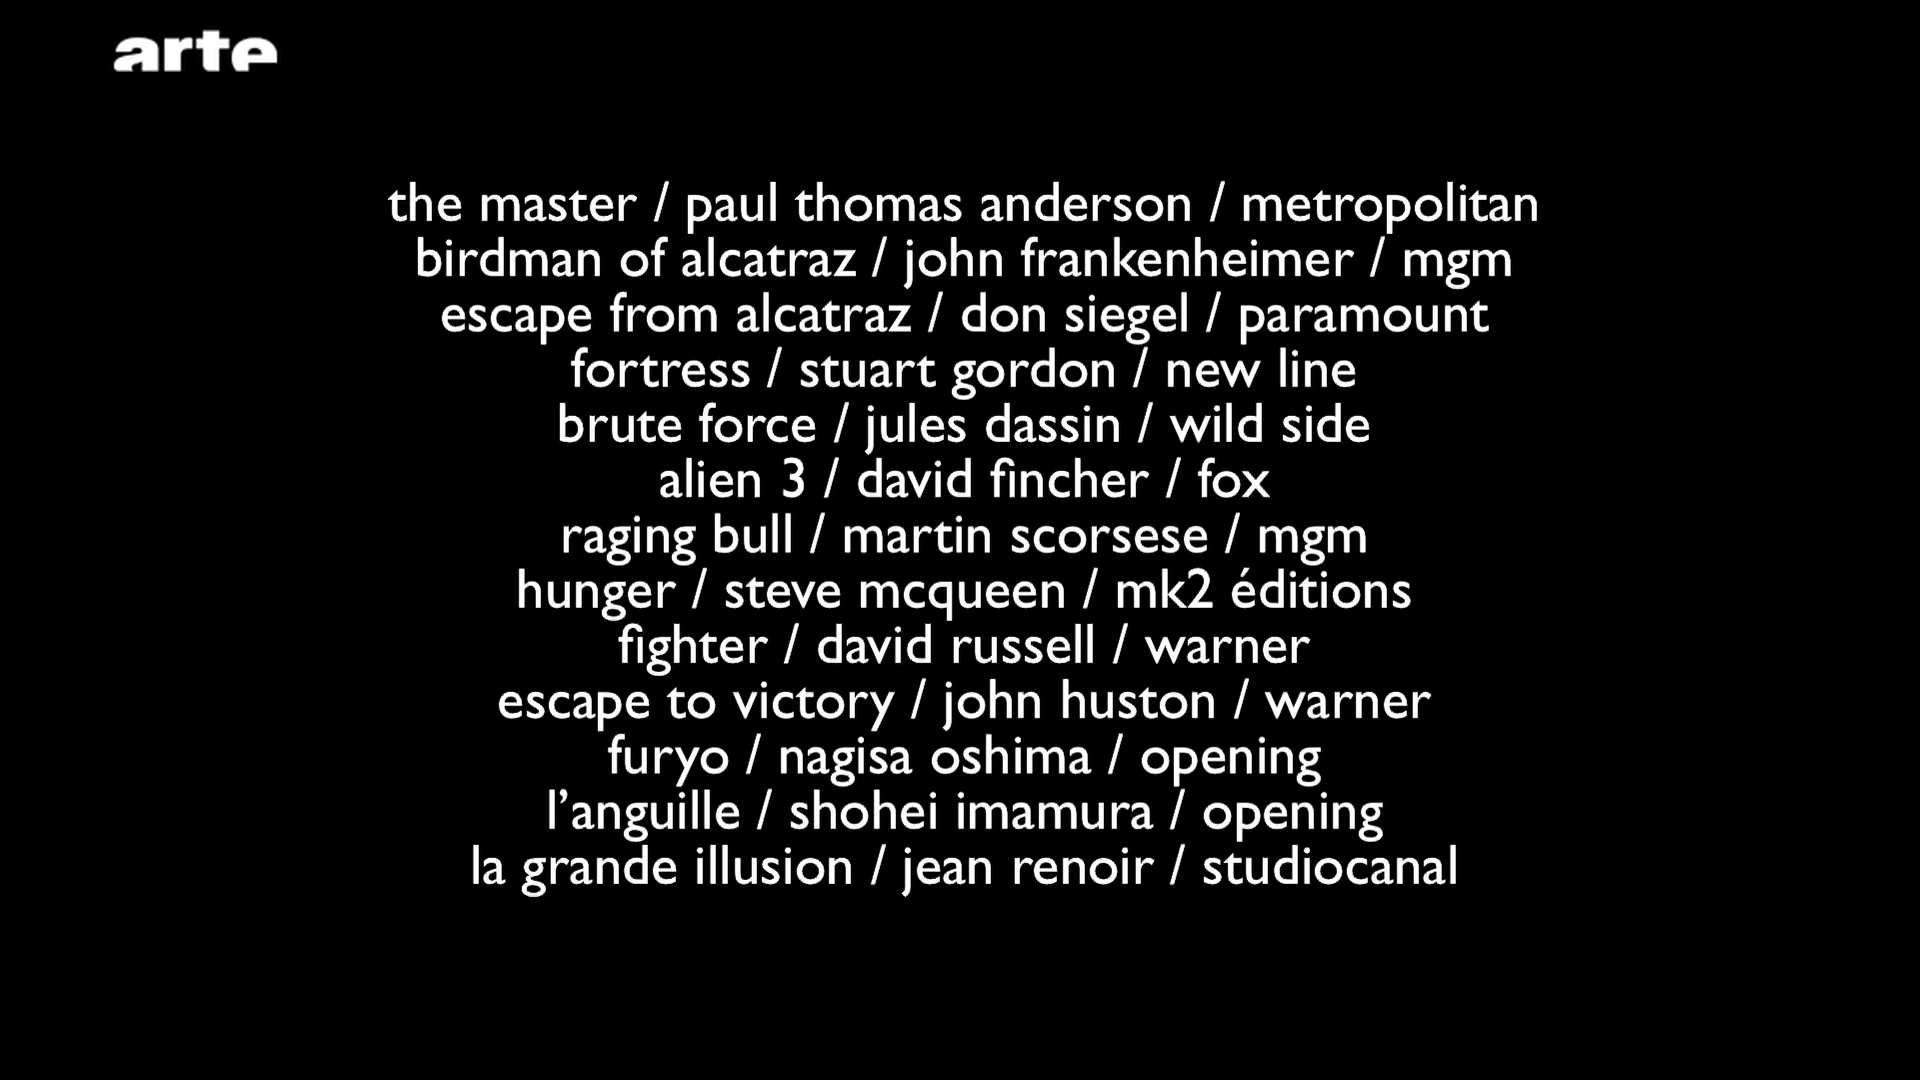 arte
the master / paul thomas anderson / metropolitan
birdman of alcatraz / john frankenheimer / mgm
escape from alcatraz / don siegel / paramount
fortress / stuart gordon / new line
brute force / jules dassin / wild side
alien 3 / david fincher / fox
raging bull / martin scorsese / mgm
hunger / steve mcqueen / mk2 éditions
fighter / david russell / warner
escape to victory / john huston / warner
furyo / nagisa oshima / opening
l’anguille / shohei imamura / opening
la grande illusion / jean renoir / studiocanal